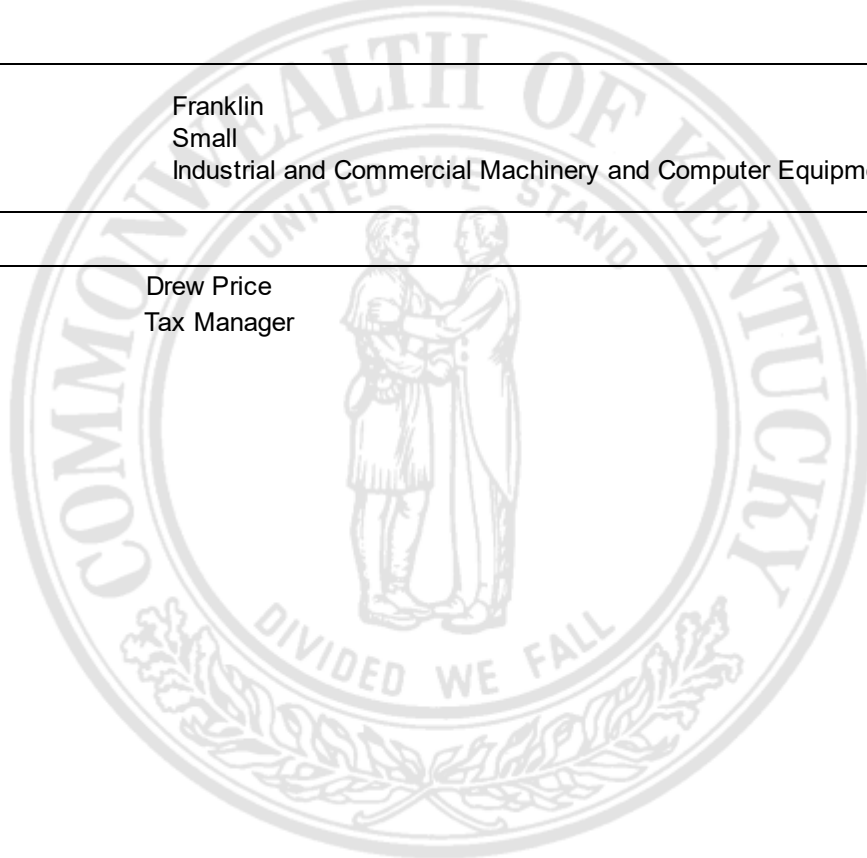 Franklin
Small
Industrial and Commercial Machinery and Computer Equipm
Drew Price
Tax Manager
COMMONWEALTH OF KENTUCKY
UNITED WE STAND
DIVIDED WE FALL